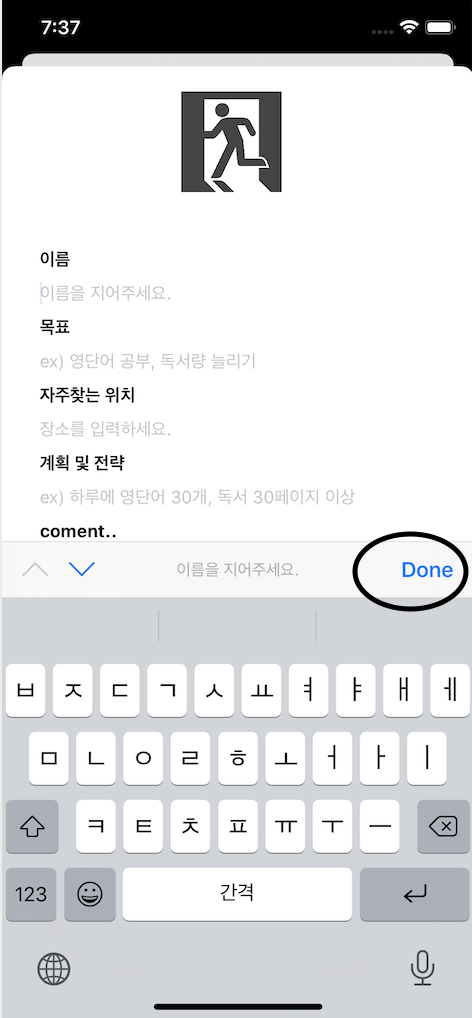 7:37
이름
이름을 지어주세요.
목표
ex) 영단어 공부, 독서량 늘리기
자주찾는 위치
장소를 입력하세요.
계획 및 전략
ex) 하루에 영단어 30개, 독서 30페이지 이상
coment..
이름을 지어주세요. Done
ㅂ ㅈ ㄷ ㄱ ㅅ ㅛ ㅕ ㅑ ㅐ ㅔ
ㅁ ㄴ ㅇ ㄹ ㅎ ㅗ ㅓ ㅏ ㅣ
ㅋ ㅌ ㅊ ㅍ ㅠ ㅜ ㅡ
123 간격